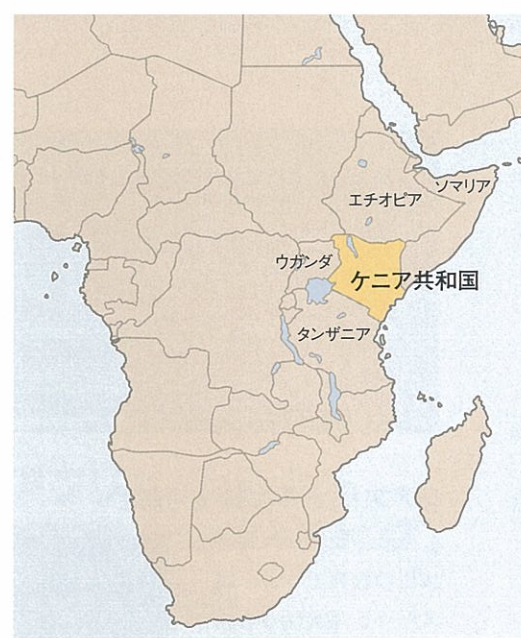 ソマリア
エチオピア
ウガンダ
ケニア共和国
タンザニア